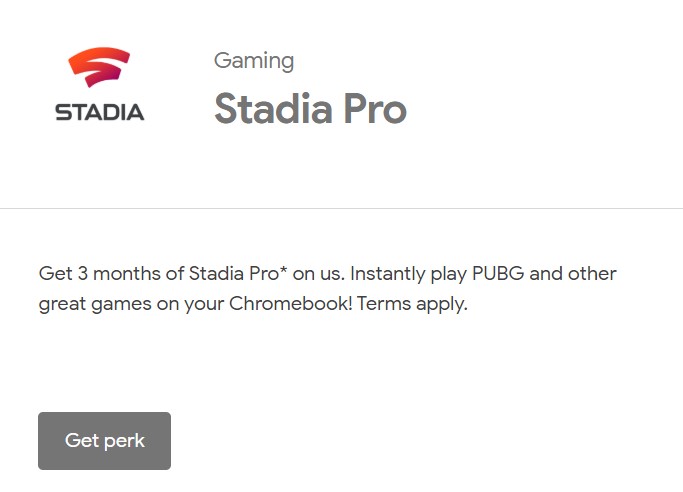 STADIA
Gaming
Stadia Pro
Get 3 months of Stadia Pro* on us. Instantly play PUBG and other
great games on your Chromebook! Terms apply.
Get perk